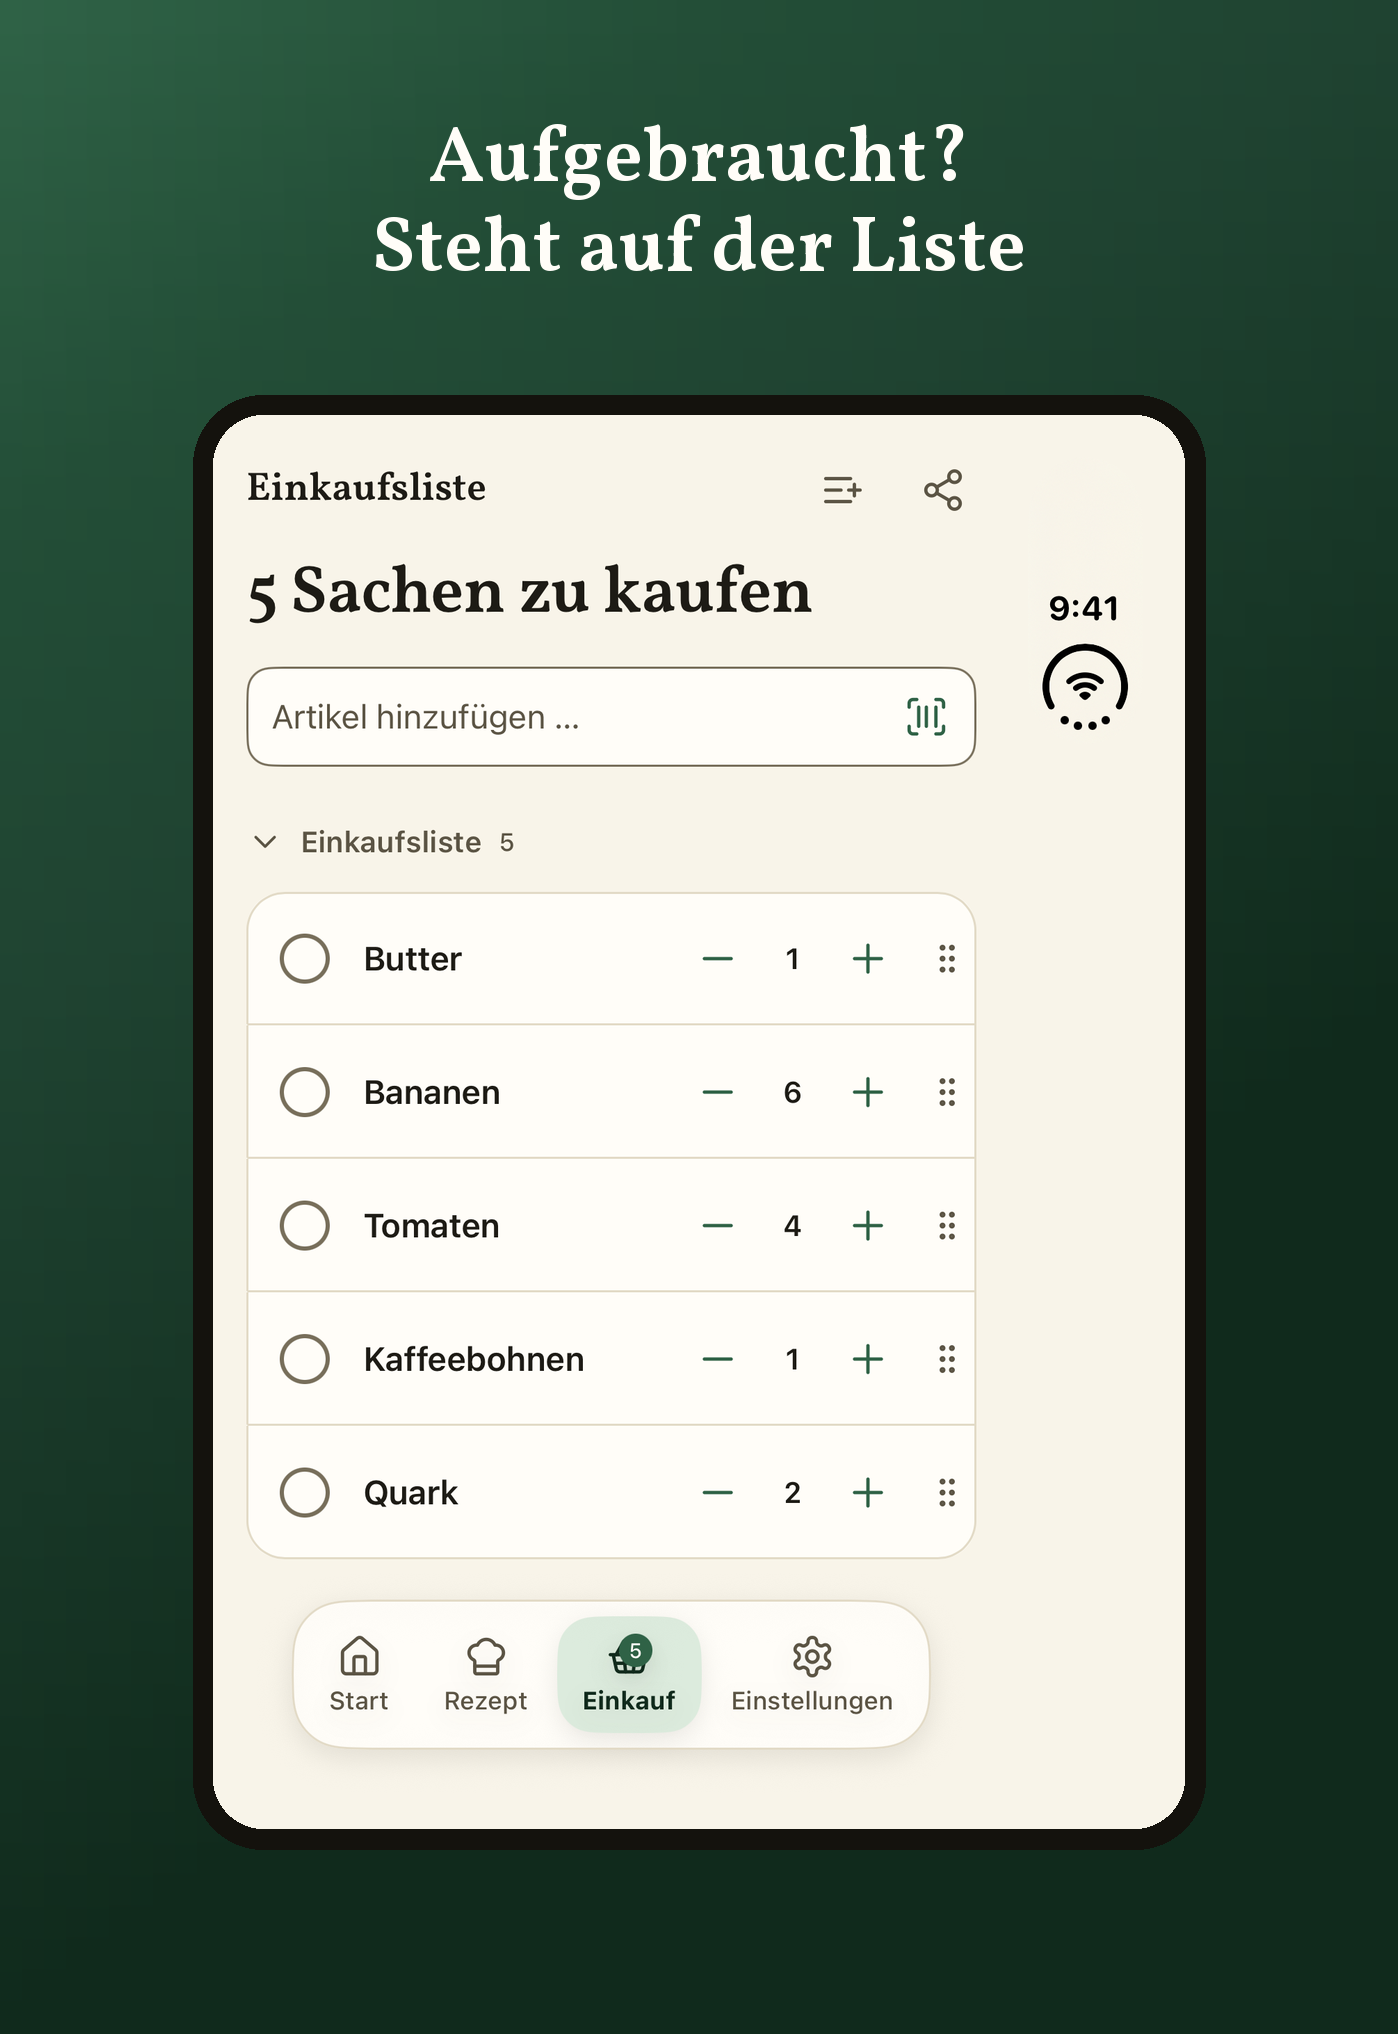 Aufgebraucht?
Steht auf der Liste
Einkaufsliste
5 Sachen zu kaufen
9:41
Artikel hinzufügen ...
Einkaufsliste 5
Butter 1
Bananen 6
Tomaten 4
Kaffeebohnen 1
Quark 2
5
Start Rezept Einkauf Einstellungen